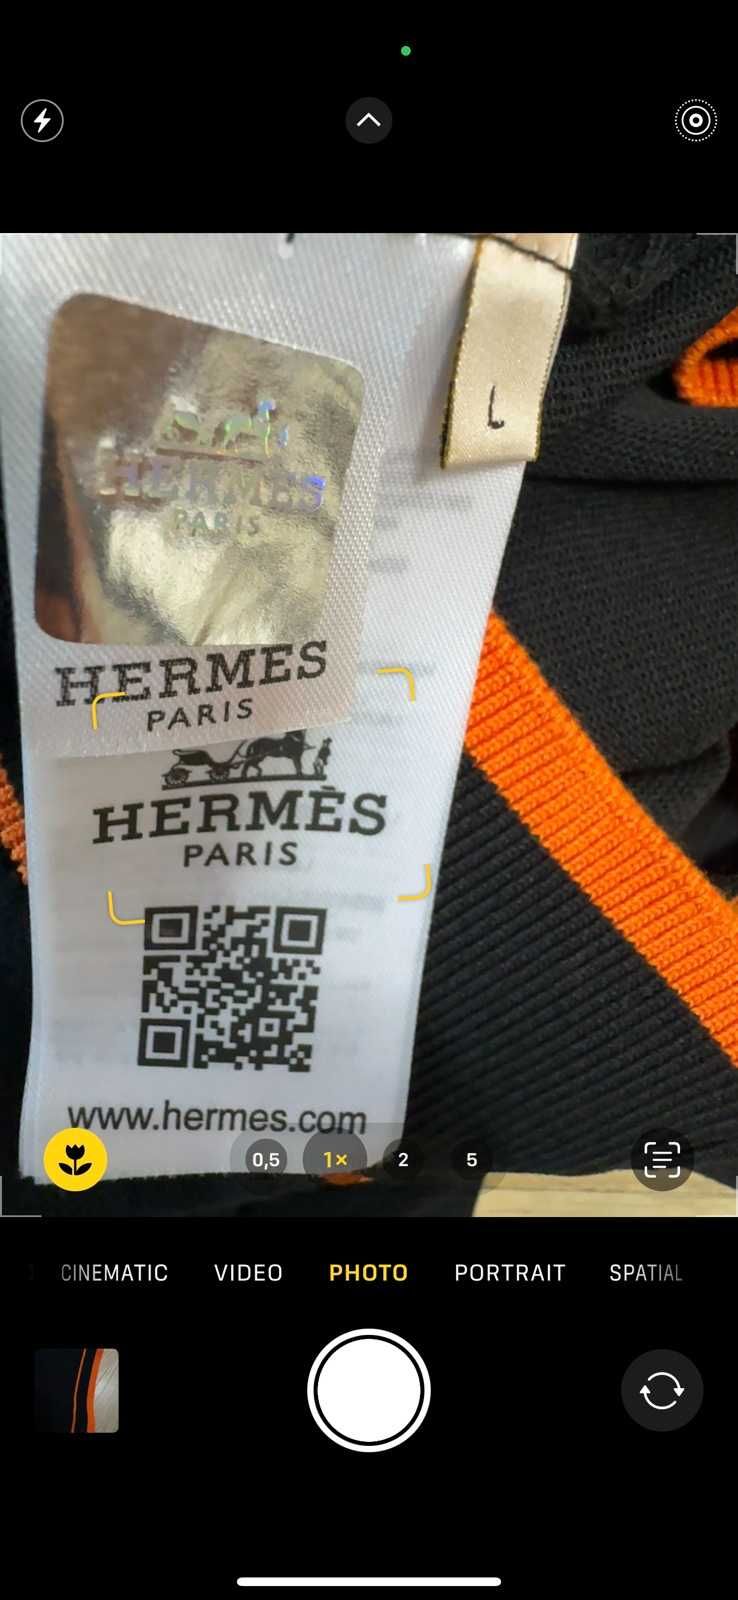 L
HERMES
PARIS
HERMES
PARIS
HERMÈS
PARIS
www.hermes.com
0,5
1×
2
5
CINEMATIC
VIDEO
PHOTO
PORTRAIT
SPATIAL